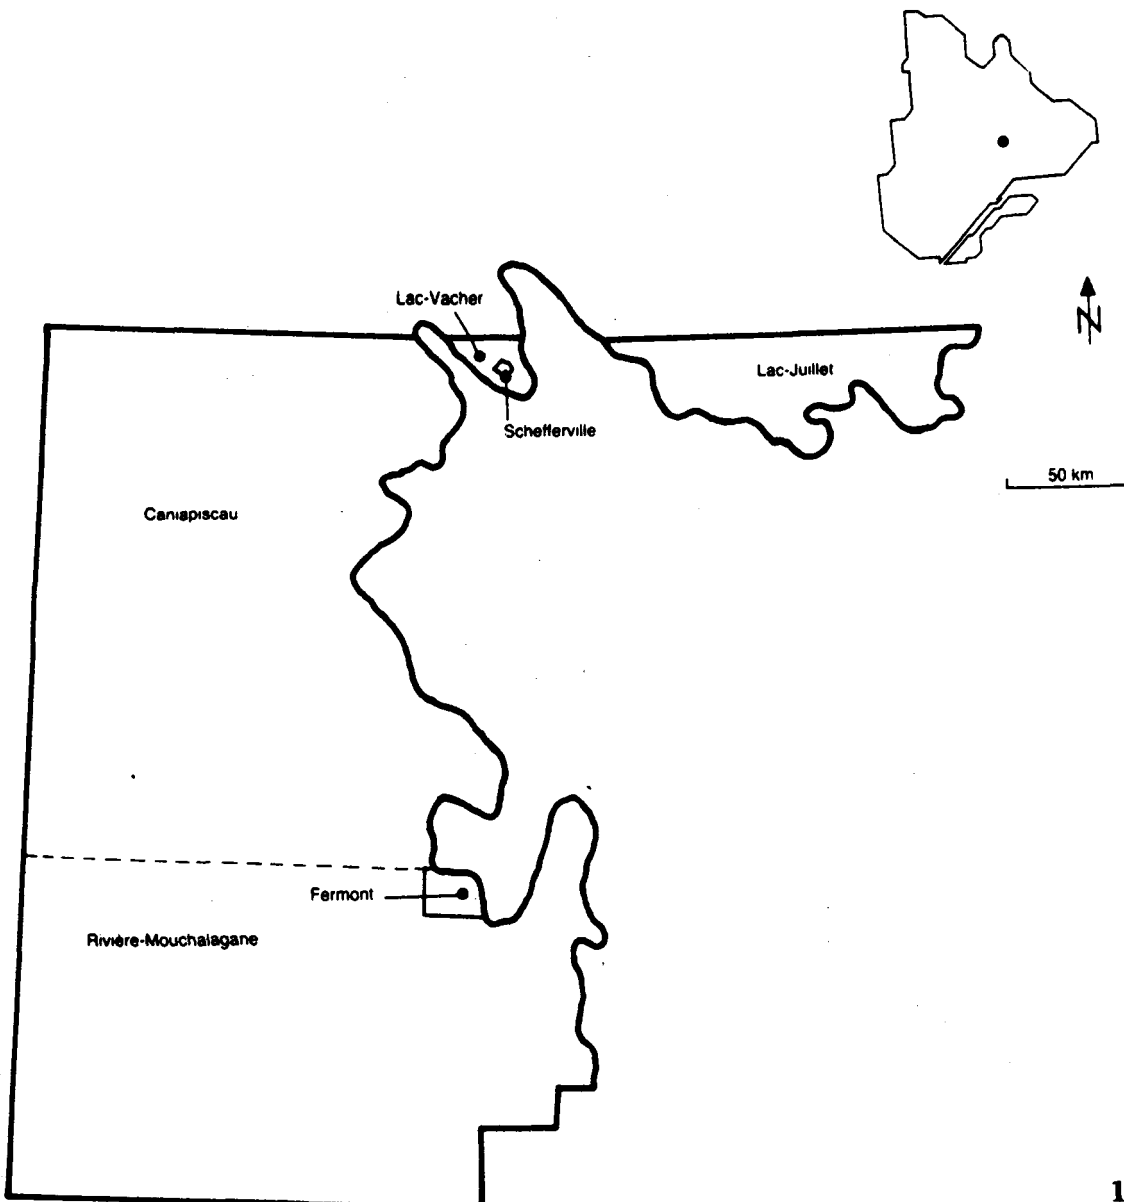 Lac-Vacher
N
Lac-Juillet
Schefferville
50 km
Caniapiscau
Fermont
Rivière-Mouchalagane
1